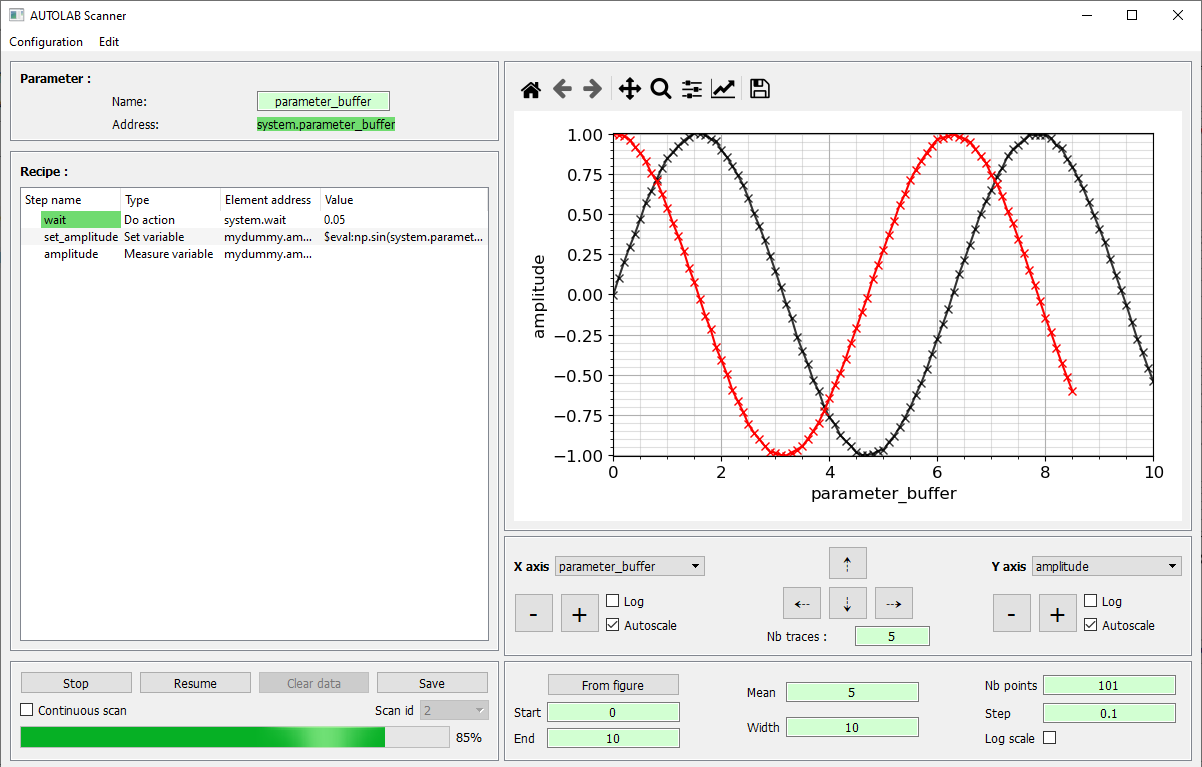 AUTOLAB Scanner
Configuration Edit
Parameter :
Name: parameter_buffer
Address: system.parameter_buffer
Recipe :
Step name Type Element address Value
wait Do action system.wait 0.05
set_amplitude Set variable mydummy.am... $eval:np.sin(system.paramet...
amplitude Measure variable mydummy.am...
Stop Resume Clear data Save
Continuous scan Scan id 2
85%
1.00
0.75
0.50
0.25
0.00
−0.25
−0.50
−0.75
−1.00
amplitude
0 2 4 6 8 10
parameter_buffer
X axis parameter_buffer
- + Log
Autoscale
Nb traces : 5
Y axis amplitude
- + Log
Autoscale
From figure
Start 0
End 10
Mean 5
Width 10
Nb points 101
Step 0.1
Log scale